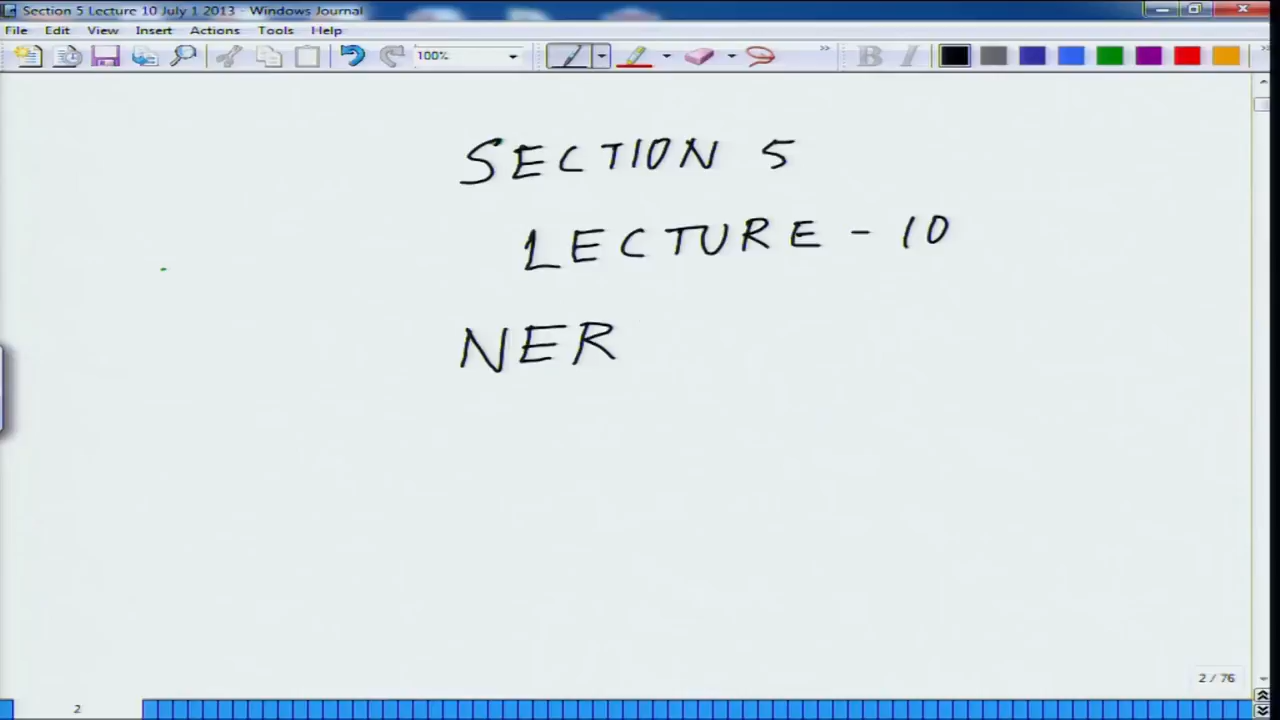 Section 5 Lecture 10 July 1 2013 - Windows Journal
File Edit View Insert Actions Tools Help
100%
B I
SECTION 5
LECTURE - 10
NER
2 / 76
2